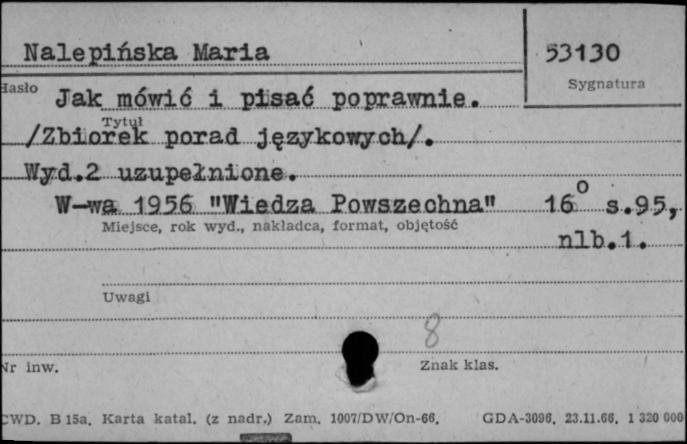 Nalepińska Maria
53130
Hasło
Sygnatura
Jak mówić i pisać poprawnie.
Tytuł
/Zbiorek porad językowych/.
Wyd.2 uzupełnione.
W-wa 1956 "Wiedza Powszechna" 16° s.95,
Miejsce, rok wyd., nakładca, format, objętość
nlb.1.
Uwagi
8
Nr inw.
Znak klas.
CWD. B 15a. Karta katal. (z nadr.) Zam. 1007/DW/On-66. GDA-3096. 23.11.66. 1 320 000